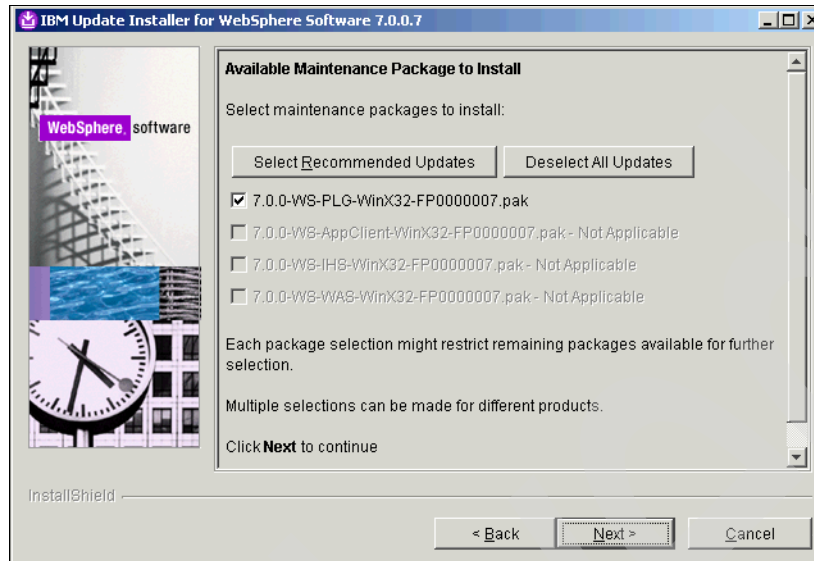 IBM Update Installer for WebSphere Software 7.0.0.7
WebSphere. software
Available Maintenance Package to Install
Select maintenance packages to install:
Select Recommended Updates
Deselect All Updates
7.0.0-WS-PLG-WinX32-FP0000007.pak
7.0.0-WS-AppClient-WinX32-FP0000007.pak - Not Applicable
7.0.0-WS-IHS-WinX32-FP0000007.pak - Not Applicable
7.0.0-WS-WAS-WinX32-FP0000007.pak - Not Applicable
Each package selection might restrict remaining packages available for further
selection.
Multiple selections can be made for different products.
Click Next to continue
InstallShield
< Back
Next >
Cancel